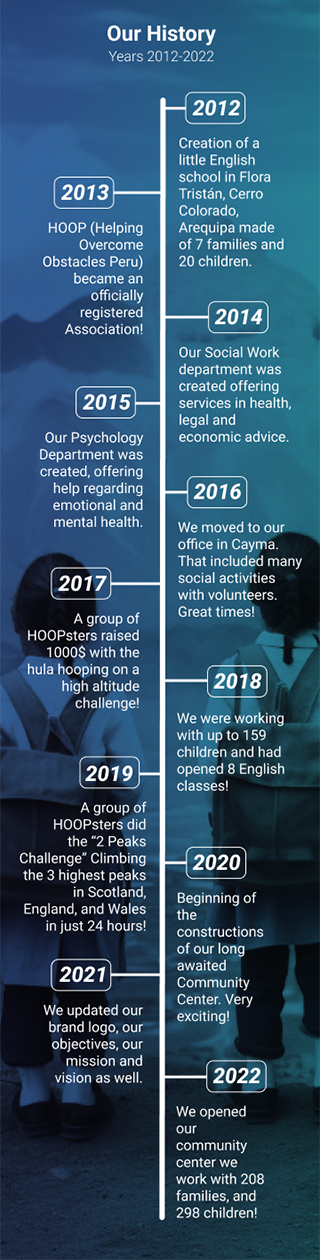 Our History
Years 2012-2022
2012
Creation of a
little English
school in Flora
Tristán, Cerro
Colorado,
Arequipa made
of 7 families and
20 children.
2013
HOOP (Helping
Overcome
Obstacles Peru)
became an
officially
registered
Association!
2014
Our Social Work
department was
created offering
services in health,
legal and
economic advice.
2015
Our Psychology
Department was
created, offering
help regarding
emotional and
mental health.
2016
We moved to our
office in Cayma.
That included many
social activities
with volunteers.
Great times!
2017
A group of
HOOPsters raised
1000$ with the
hula hooping on a
high altitude
challenge!
2018
We were working
with up to 159
children and had
opened 8 English
classes!
2019
A group of
HOOPsters did
the “2 Peaks
Challenge” Climbing
the 3 highest peaks
in Scotland,
England, and Wales
in just 24 hours!
2020
Beginning of
the
constructions
of our long
awaited
Community
Center. Very
exciting!
2021
We updated our
brand logo, our
objectives, our
mission and
vision as well.
2022
We opened
our
community
center we
work with 208
families, and
298 children!